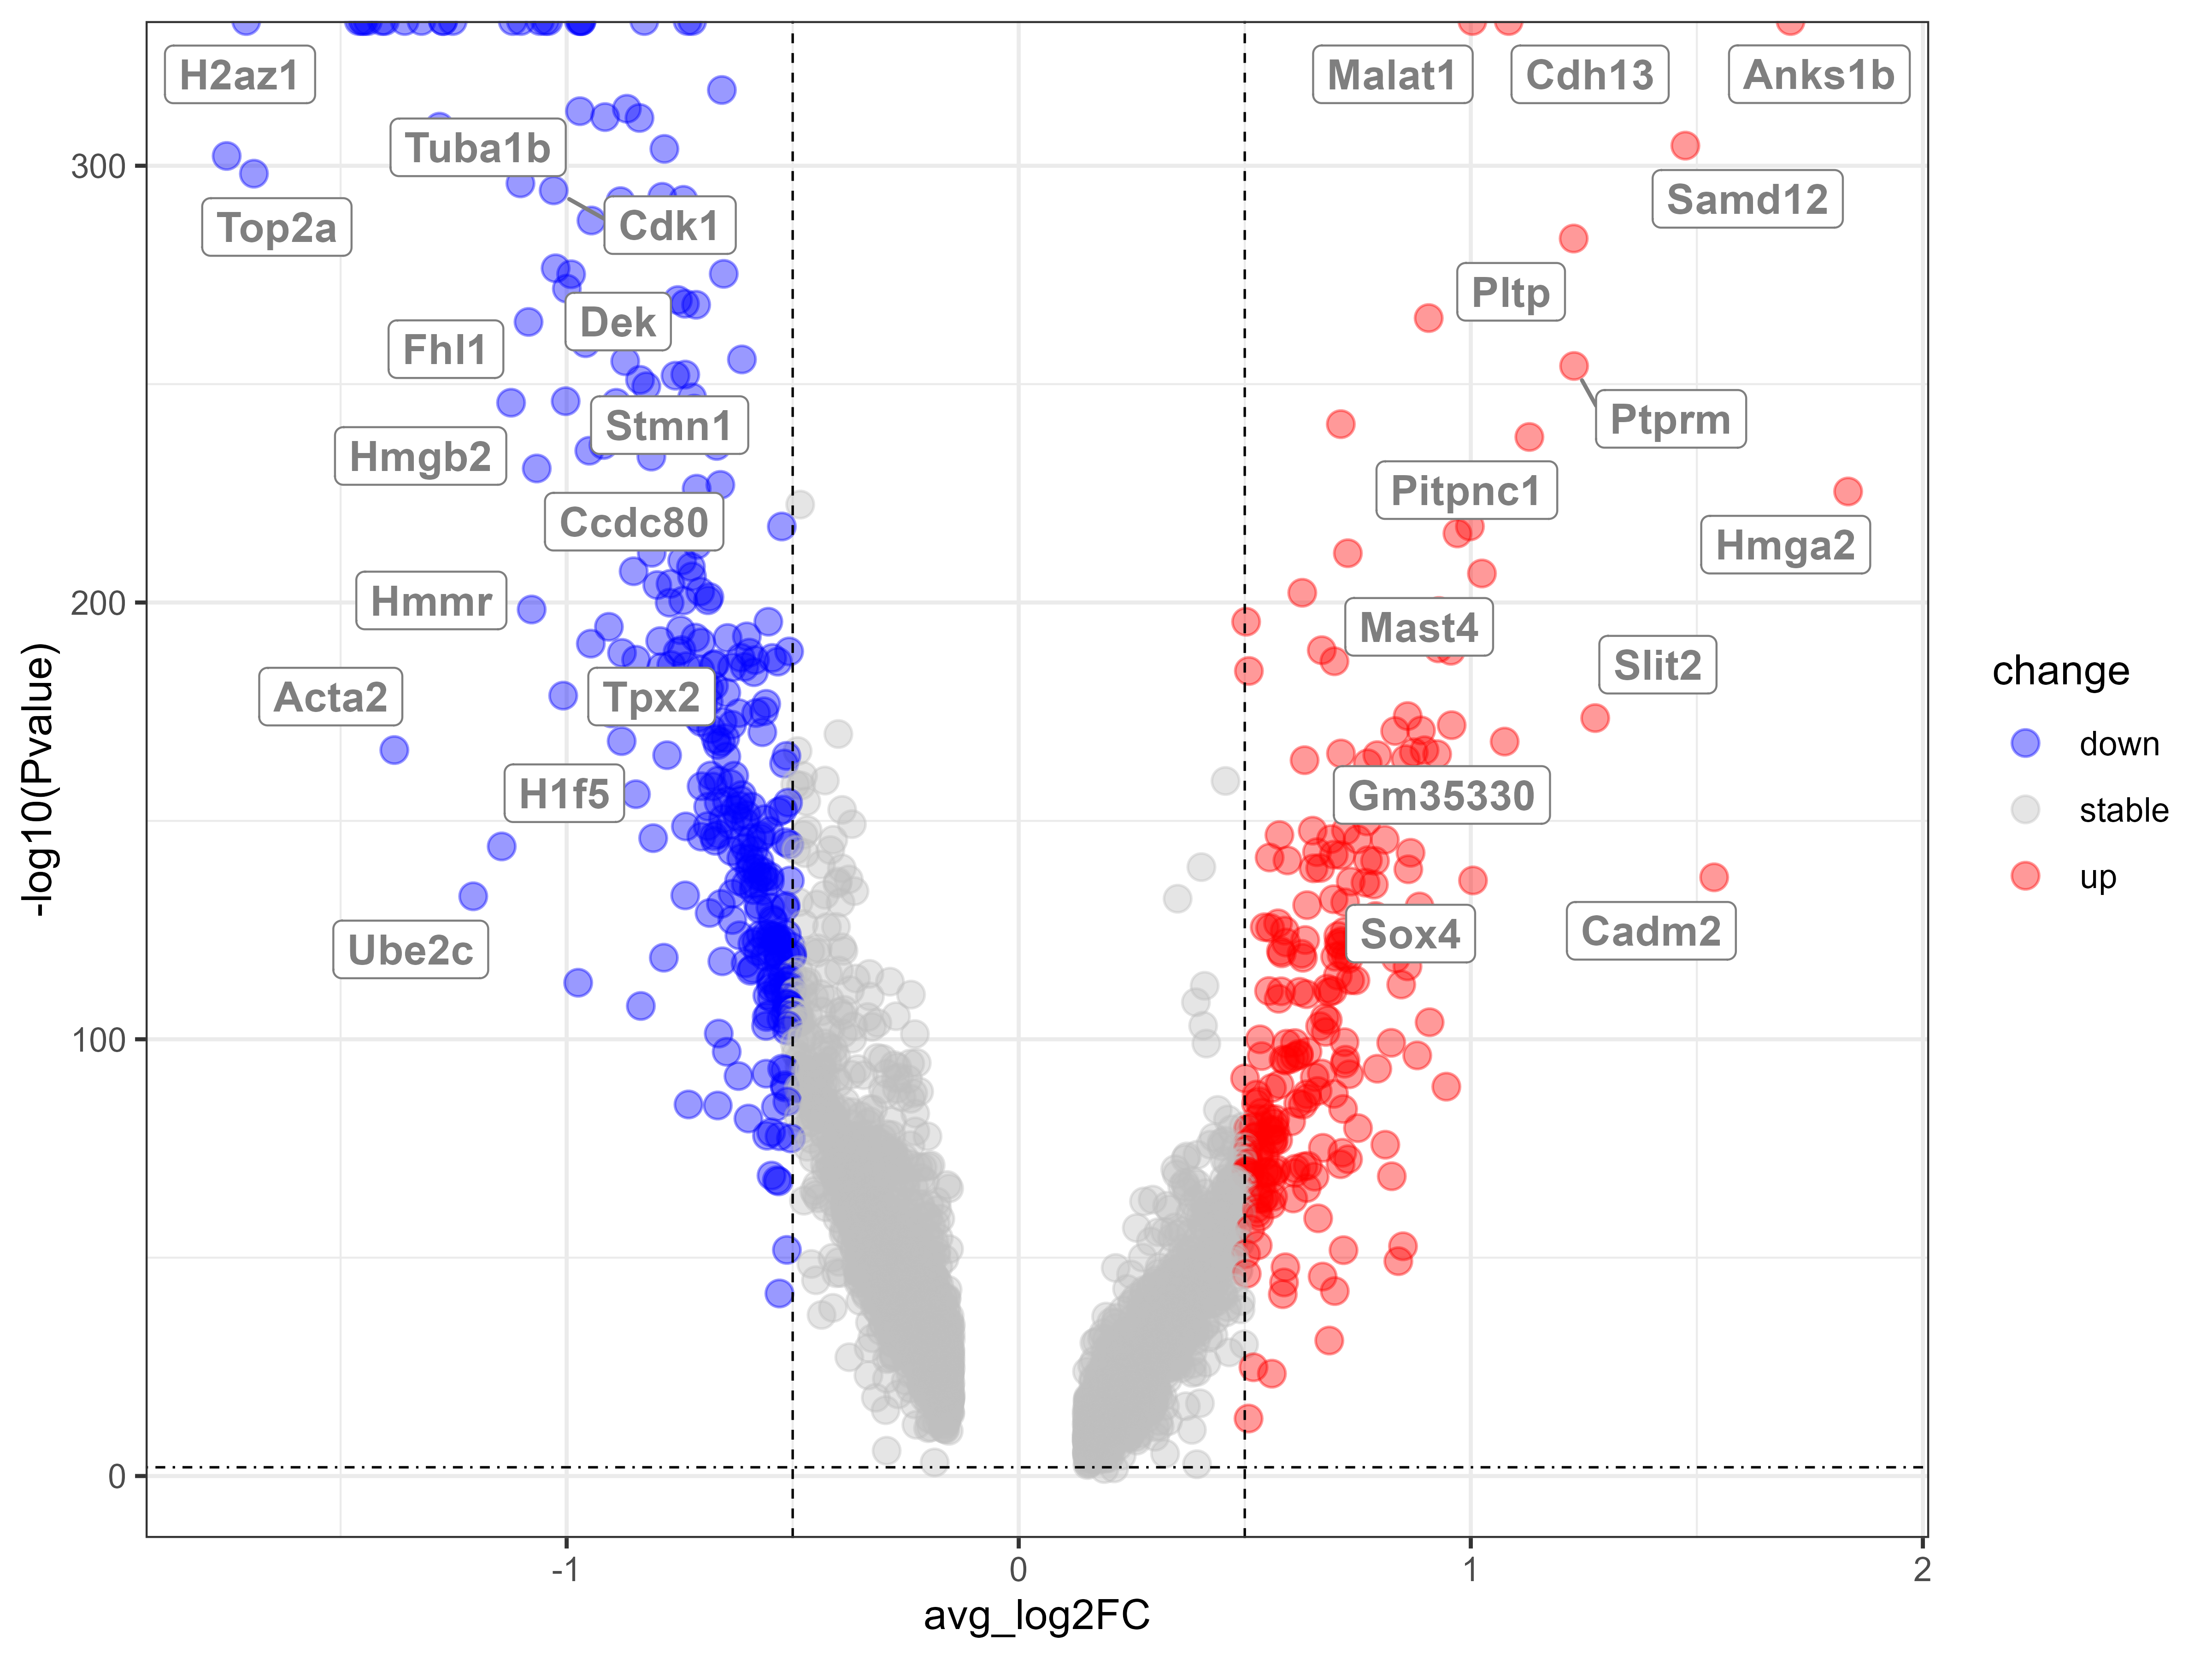 H2az1
Malat1
Cdh13
Anks1b
Tuba1b
Samd12
Top2a
Cdk1
Pltp
Dek
Fhl1
Ptprm
Stmn1
Hmgb2
Pitpnc1
Ccdc80
Hmga2
Hmmr
Mast4
Slit2
Acta2
Tpx2
H1f5
Gm35330
Sox4
Cadm2
Ube2c
300
200
100
0
-log10(Pvalue)
-1
0
1
2
avg_log2FC
change
down
stable
up